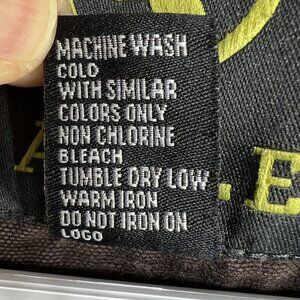 MACHINE WASH
COLD
WITH SIMILAR
COLORS ONLY
NON CHLORINE
BLEACH
TUMBLE DRY LOW
WARM IRON
DO NOT IRON ON
LOGO